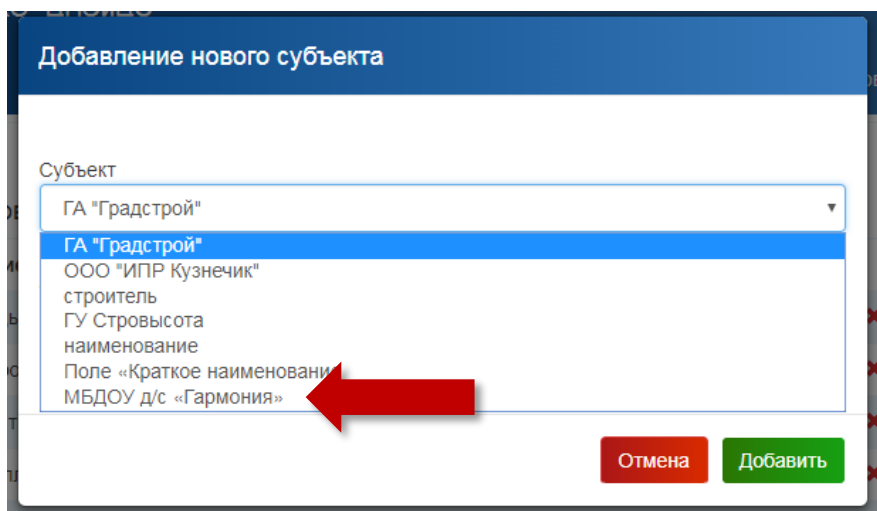 Добавление нового субъекта
Субъект
ГА "Градстрой"
ГА "Градстрой"
ООО "ИПР Кузнечик"
строитель
ГУ Стровысота
наименование
Поле «Краткое наименование
МБДОУ д/с «Гармония»
Отмена
Добавить